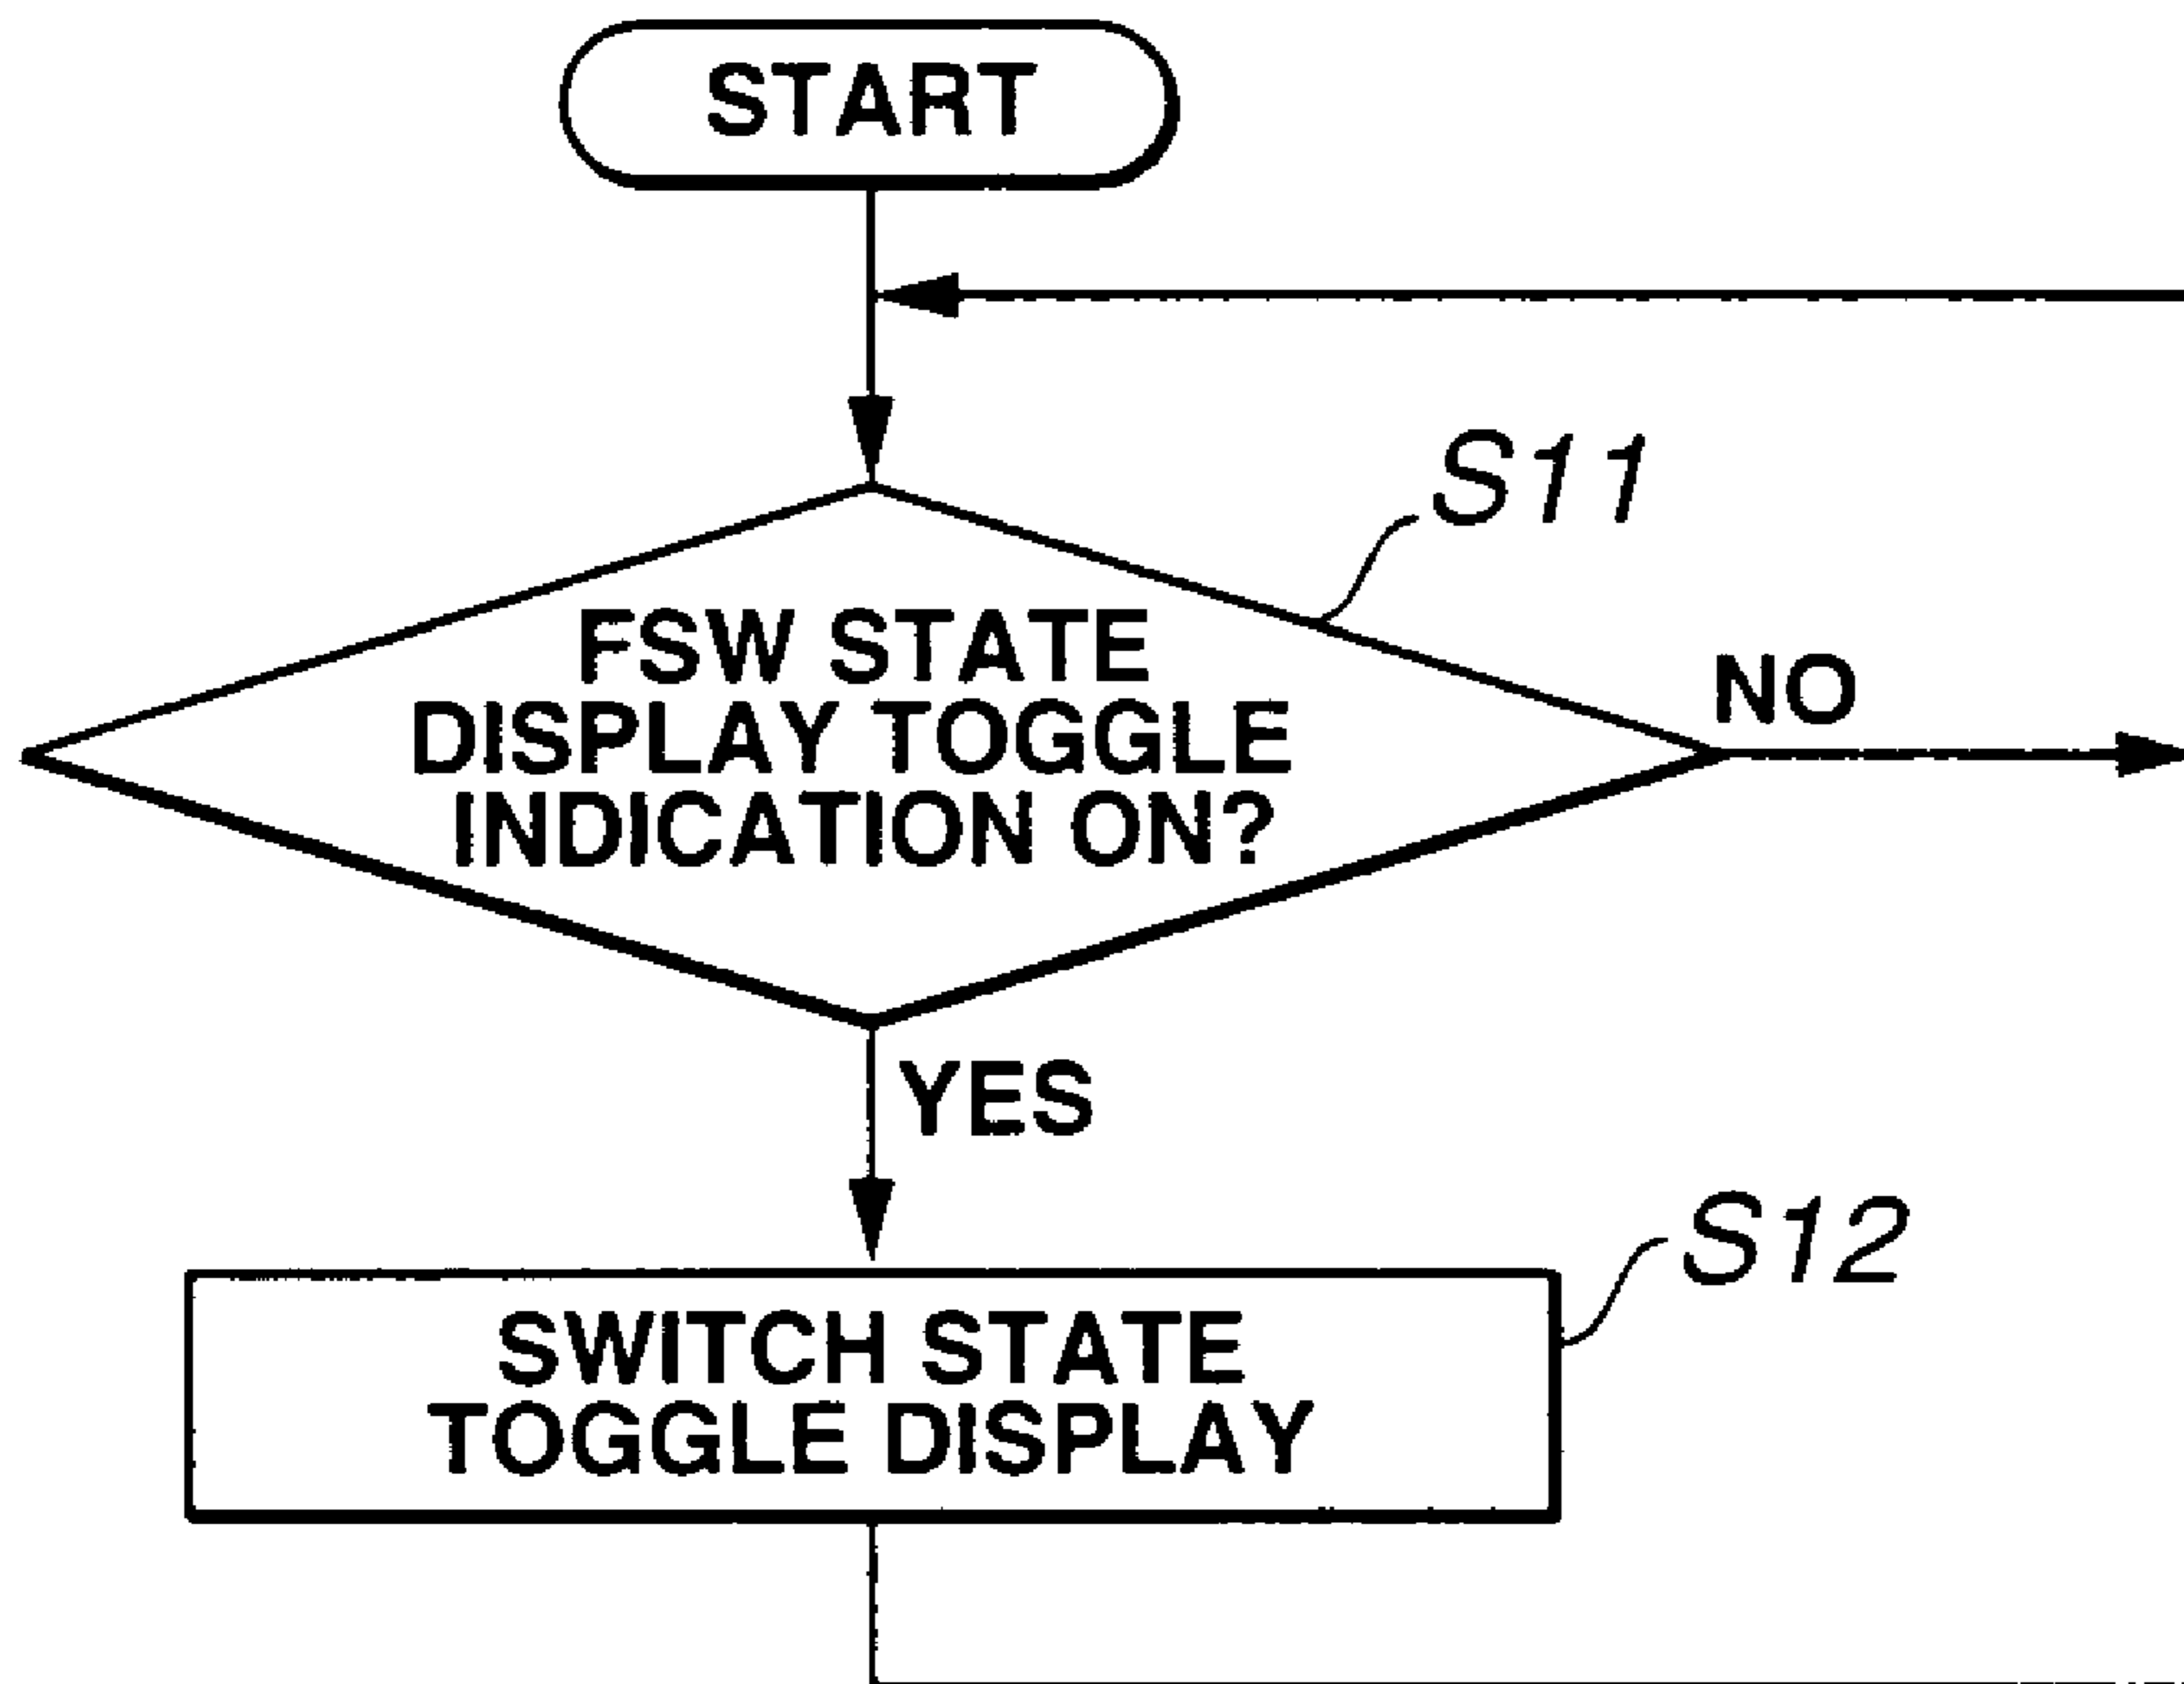 START
S11
FSW STATE
DISPLAY TOGGLE
INDICATION ON?
NO
YES
S12
SWITCH STATE
TOGGLE DISPLAY